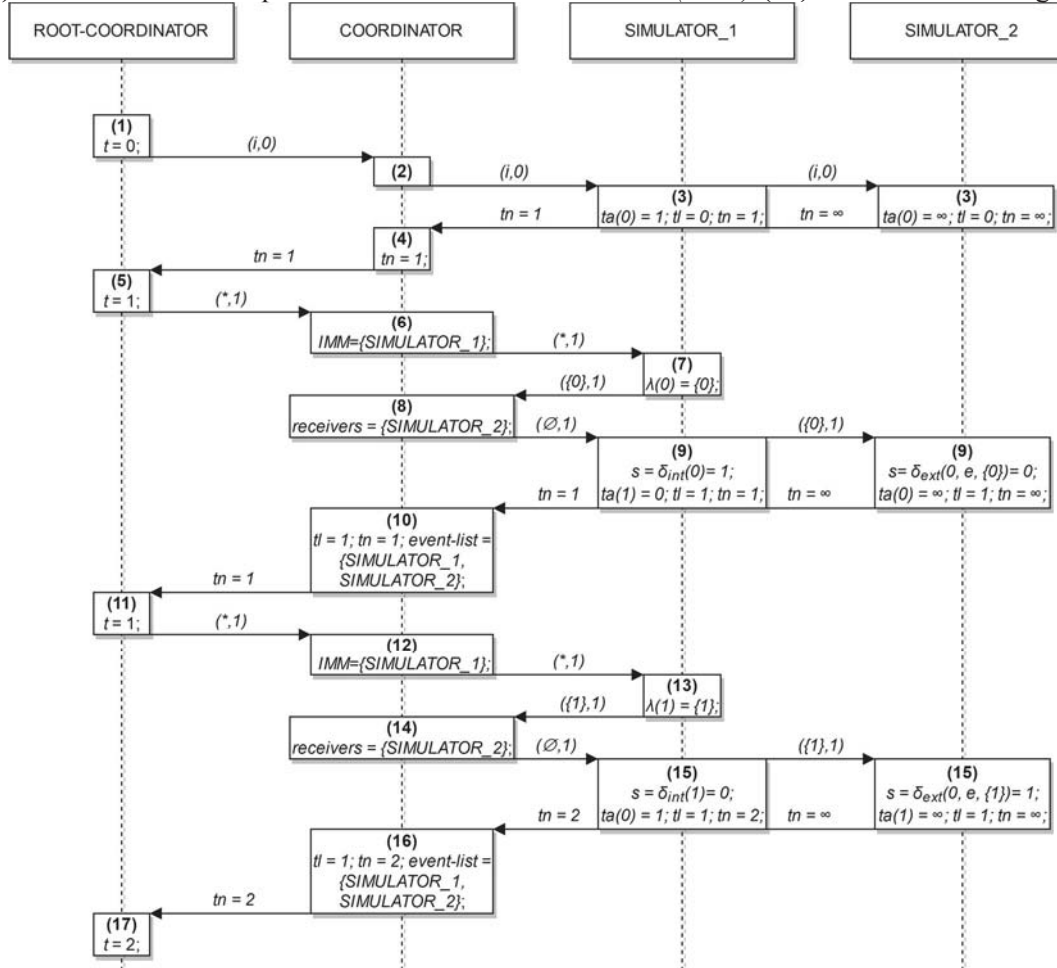 ROOT-COORDINATOR COORDINATOR SIMULATOR_1 SIMULATOR_2
(1)
t = 0;
(i,0)
(2)
(i,0) (i,0)
(3) (3)
ta(0) = 1; tl = 0; tn = 1; ta(0) = ∞; tl = 0; tn = ∞;
tn = 1 tn = ∞
(4)
tn = 1;
tn = 1
(5)
t = 1;
(*,1)
(6)
IMM={SIMULATOR_1};
(*,1)
(7)
λ(0) = {0};
({0},1)
(8)
receivers = {SIMULATOR_2};
(∅,1) ({0},1)
(9) (9)
s = δint(0)= 1; s= δext(0, e, {0})= 0;
ta(1) = 0; tl = 1; tn = 1; ta(0) = ∞; tl = 1; tn = ∞;
tn = 1 tn = ∞
(10)
tl = 1; tn = 1; event-list =
{SIMULATOR_1,
SIMULATOR_2};
tn = 1
(11)
t = 1;
(*,1)
(12)
IMM={SIMULATOR_1};
(*,1)
(13)
λ(1) = {1};
({1},1)
(14)
receivers = {SIMULATOR_2};
(∅,1) ({1},1)
(15) (15)
s = δint(1)= 0; s = δext(0, e, {1})= 1;
ta(0) = 1; tl = 1; tn = 2; ta(1) = ∞; tl = 1; tn = ∞;
tn = 2 tn = ∞
(16)
tl = 1; tn = 2; event-list =
{SIMULATOR_1,
SIMULATOR_2};
tn = 2
(17)
t = 2;